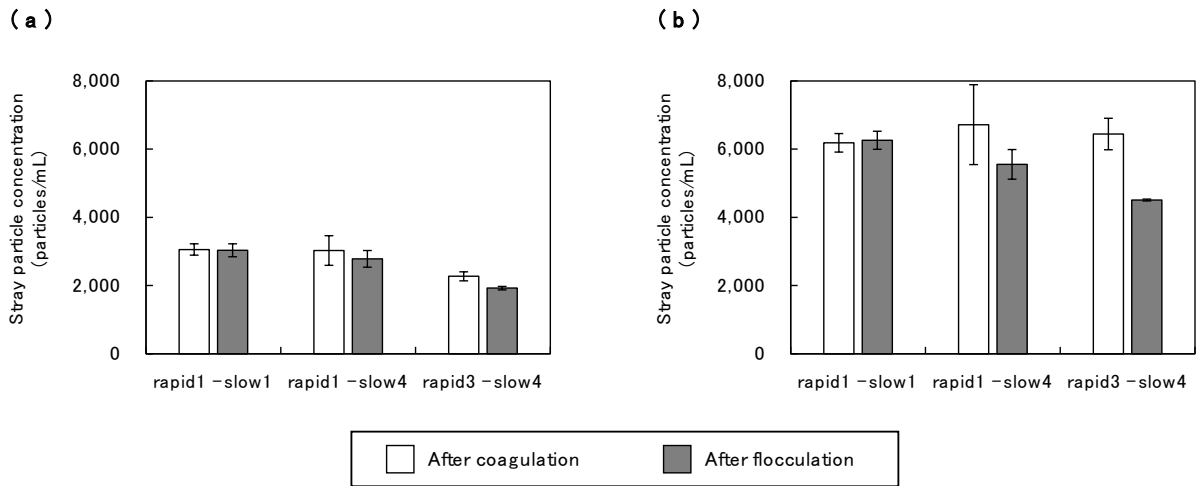 ( a )
8,000
6,000
4,000
2,000
0
Stray particle concentration
(particles/mL)
rapid1 -slow1
rapid1 -slow4
rapid3 -slow4
( b )
8,000
6,000
4,000
2,000
0
Stray particle concentration
(particles/mL)
rapid1 -slow1
rapid1 -slow4
rapid3 -slow4
After coagulation
After flocculation